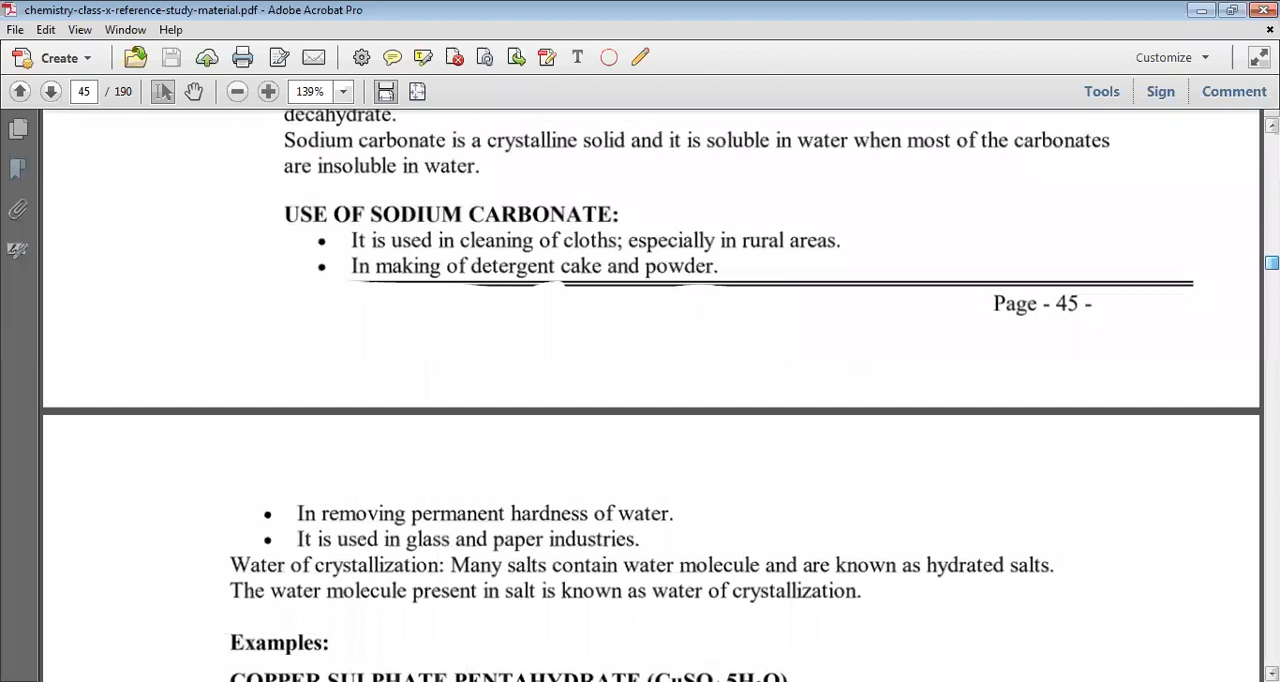 chemistry-class-x-reference-study-material.pdf - Adobe Acrobat Pro
File Edit View Window Help
Create Customize
45 / 190 139% Tools Sign Comment
decahydrate.
Sodium carbonate is a crystalline solid and it is soluble in water when most of the carbonates
are insoluble in water.
USE OF SODIUM CARBONATE:
• It is used in cleaning of cloths; especially in rural areas.
• In making of detergent cake and powder.
Page - 45 -
• In removing permanent hardness of water.
• It is used in glass and paper industries.
Water of crystallization: Many salts contain water molecule and are known as hydrated salts.
The water molecule present in salt is known as water of crystallization.
Examples:
COPPER SULPHATE PENTAHYDRATE (CuSO4.5H2O)